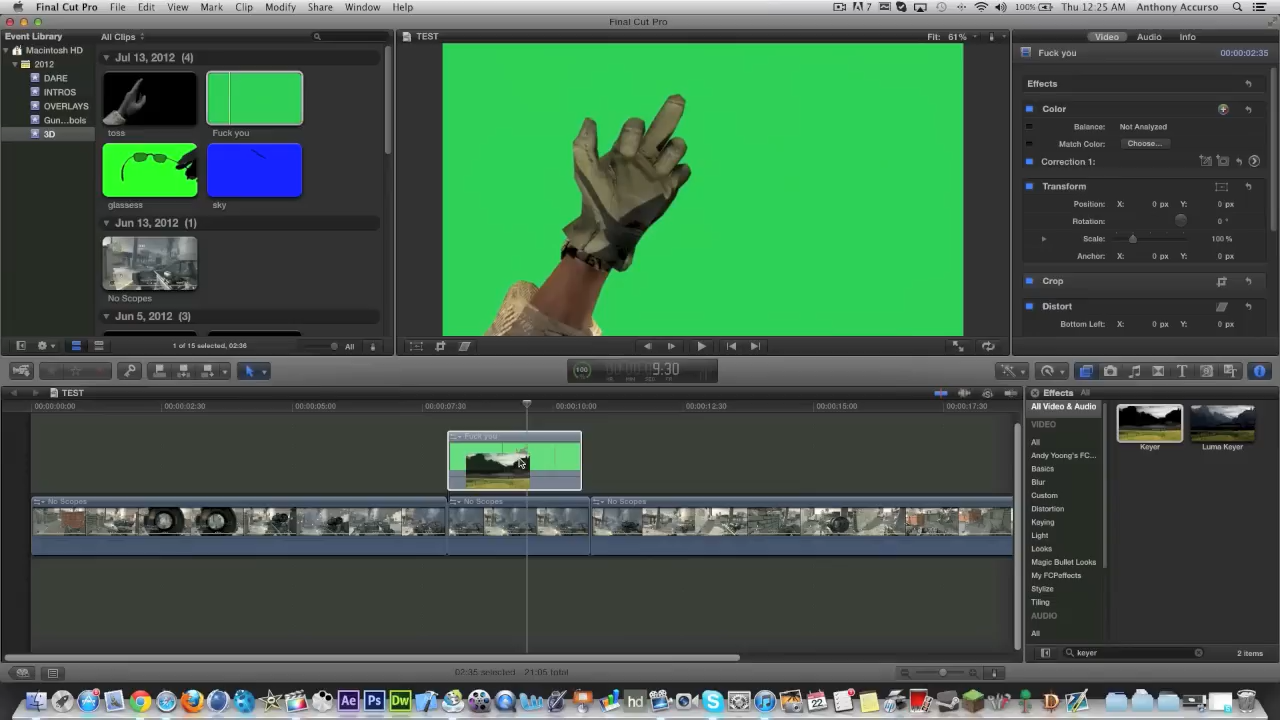 Final Cut Pro File Edit View Mark Clip Modify Share Window Help 7 100% Thu 12:25 AM Anthony Accurso
Final Cut Pro
Event Library All Clips TEST Fit: 61% Video Audio Info
Macintosh HD
2012
DARE
INTROS
OVERLAYS
Gun...bols
3D
Jul 13, 2012 (4)
toss Fuck you
glassess sky
Jun 13, 2012 (1)
No Scopes
Jun 5, 2012 (3)
1 of 15 selected, 02:36 All
Fuck you 00:00:02:35
Effects
Color
Balance: Not Analyzed
Match Color: Choose...
Correction 1:
Transform
Position: X: 0 px Y: 0 px
Rotation: 0 °
Scale: 100 %
Anchor: X: 0 px Y: 0 px
Crop
Distort
Bottom Left: X: 0 px Y: 0 px
100 9:30
TEST
00:00:00:00 00:00:02:30 00:00:05:00 00:00:07:30 00:00:10:00 00:00:12:30 00:00:15:00 00:00:17:30
Fuck you
No Scopes No Scopes No Scopes
02:35 selected 21:05 total
Effects All
All Video & Audio
VIDEO
All
Andy Yoong's FC...
Basics
Blur
Custom
Distortion
Keying
Light
Looks
Magic Bullet Looks
My FCPeffects
Stylize
Tiling
AUDIO
All
Keyer Luma Keyer
keyer 2 items
Ae Ps Dw hd 22